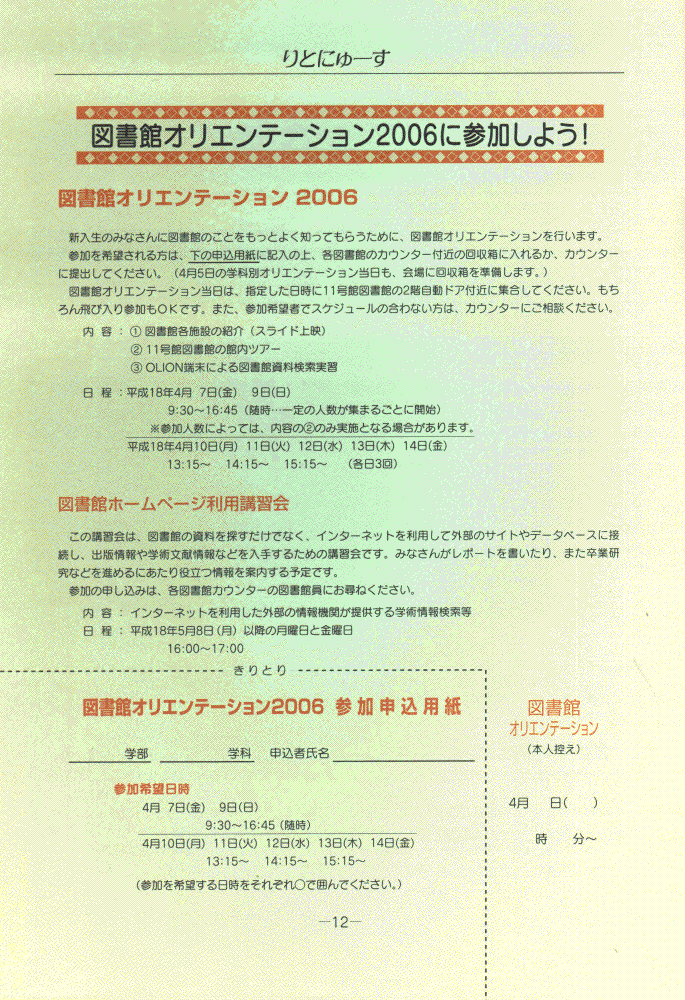 りとにゅーす
図書館オリエンテーション2006に参加しよう!
図書館オリエンテーション 2006
新入生のみなさんに図書館のことをもっとよく知ってもらうために、図書館オリエンテーションを行います。
参加を希望される方は、下の申込用紙に記入の上、各図書館のカウンター付近の回収箱に入れるか、カウンター
に提出してください。(4月5日の学科別オリエンテーション当日も、会場に回収箱を準備します。)
図書館オリエンテーション当日は、指定した日時に11号館図書館の2階自動ドア付近に集合してください。もち
ろん飛び入り参加もOKです。また、参加希望者でスケジュールの合わない方は、カウンターにご相談ください。
内 容 : ① 図書館各施設の紹介(スライド上映)
② 11号館図書館の館内ツアー
③ OLION端末による図書館資料検索実習
日 程 : 平成18年4月 7日(金) 9日(日)
9:30～16:45(随時…一定の人数が集まるごとに開始)
※参加人数によっては、内容の②のみ実施となる場合があります。
平成18年4月10日(月) 11日(火) 12日(水) 13日(木) 14日(金)
13:15～ 14:15～ 15:15～ (各日3回)
図書館ホームページ利用講習会
この講習会は、図書館の資料を探すだけでなく、インターネットを利用して外部のサイトやデータベースに接
続し、出版情報や学術文献情報などを入手するための講習会です。みなさんがレポートを書いたり、また卒業研
究などを進めるにあたり役立つ情報を案内する予定です。
参加の申し込みは、各図書館カウンターの図書館員にお尋ねください。
内 容 : インターネットを利用した外部の情報機関が提供する学術情報検索等
日 程 : 平成18年5月8日(月) 以降の月曜日と金曜日
16:00～17:00
きりとり
図書館オリエンテーション2006 参加申込用紙
学部 学科 申込者氏名
参加希望日時
4月 7日(金) 9日(日)
9:30～16:45(随時)
4月10日(月) 11日(火) 12日(水) 13日(木) 14日(金)
13:15～ 14:15～ 15:15～
(参加を希望する日時をそれぞれ○で囲んでください。)
図書館
オリエンテーション
(本人控え)
4月 日( )
時 分～
—12—